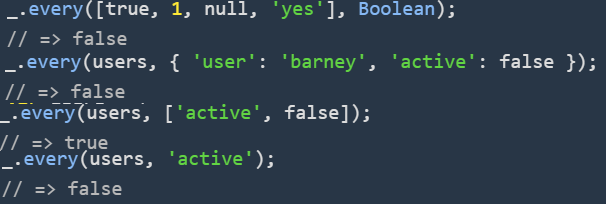 _.every([true, 1, null, 'yes'], Boolean);
// => false
_.every(users, { 'user': 'barney', 'active': false });
// => false
_.every(users, ['active', false]);
// => true
_.every(users, 'active');
// => false